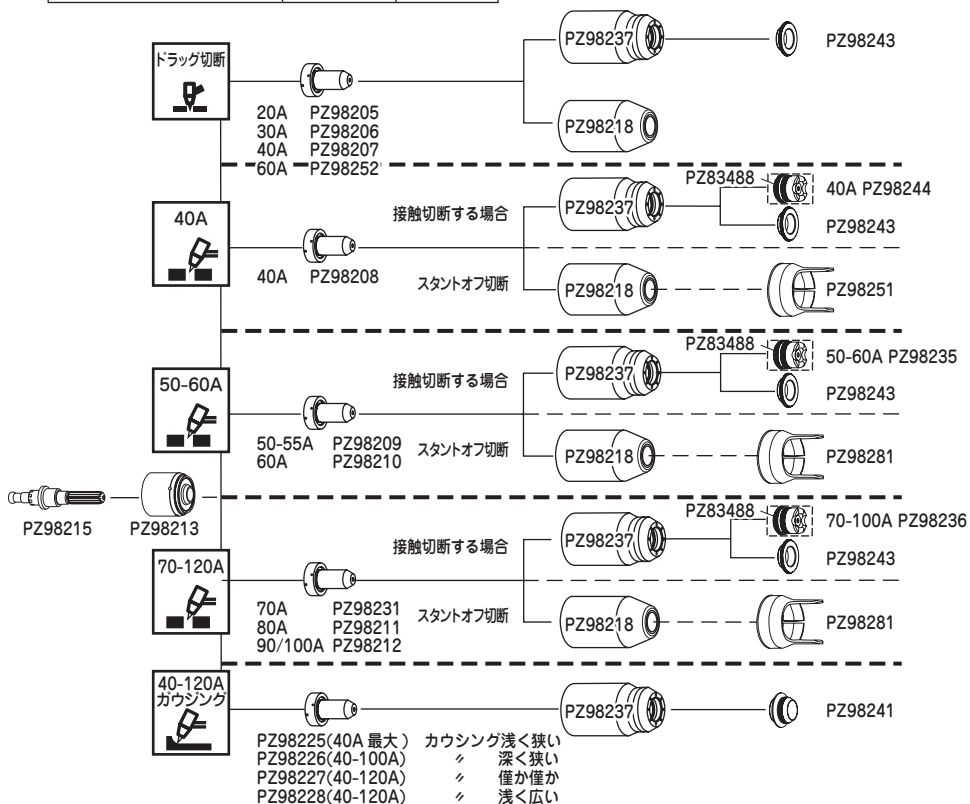 ドラッグ切断
20A PZ98205
30A PZ98206
40A PZ98207
60A PZ98252
PZ98237
PZ98243
PZ98218
40A
40A PZ98208
接触切断する場合
PZ98237
PZ83488
40A PZ98244
PZ98243
スタントオフ切断
PZ98218
PZ98251
50-60A
50-55A PZ98209
60A PZ98210
接触切断する場合
PZ98237
PZ83488
50-60A PZ98235
PZ98243
スタントオフ切断
PZ98218
PZ98281
PZ98215
PZ98213
70-120A
70A PZ98231
80A PZ98211
90/100A PZ98212
接触切断する場合
PZ98237
PZ83488
70-100A PZ98236
PZ98243
スタントオフ切断
PZ98218
PZ98281
40-120A
ガウジング
PZ98237
PZ98241
PZ98225(40A 最大) カウシング浅く狭い
PZ98226(40-100A) 〃 深く狭い
PZ98227(40-120A) 〃 僅か僅か
PZ98228(40-120A) 〃 浅く広い